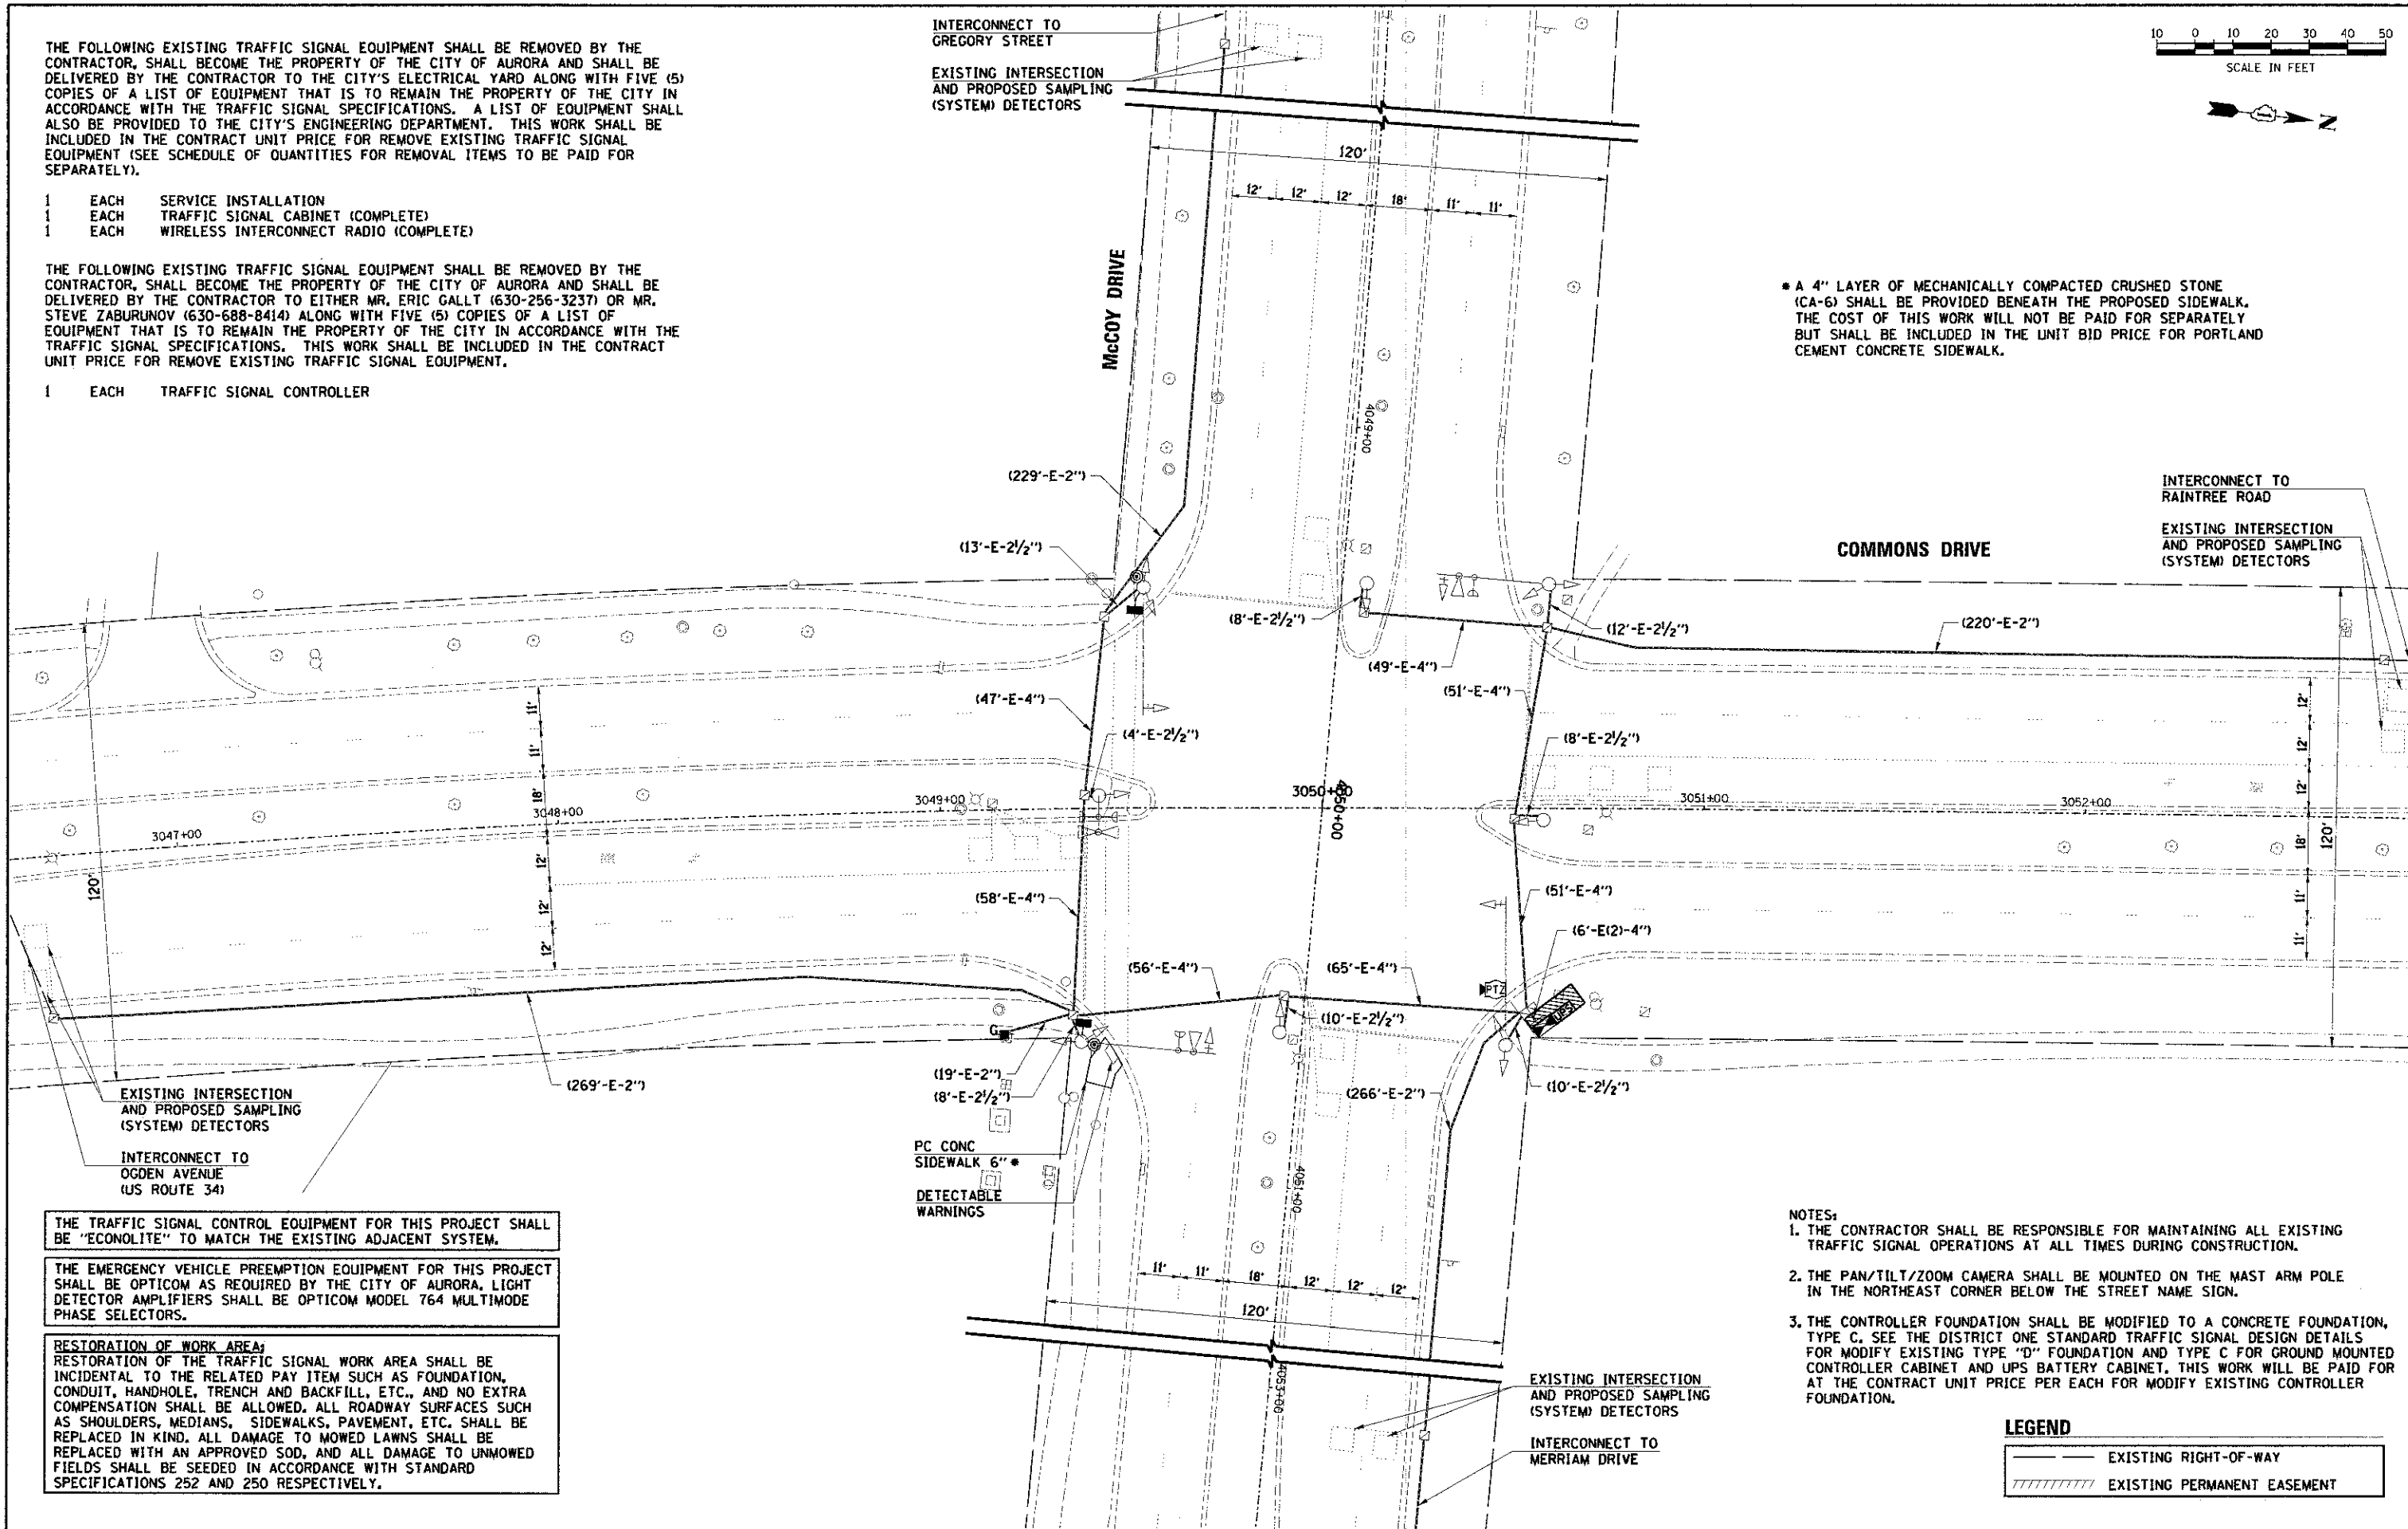 THE FOLLOWING EXISTING TRAFFIC SIGNAL EQUIPMENT SHALL BE REMOVED BY THE
CONTRACTOR, SHALL BECOME THE PROPERTY OF THE CITY OF AURORA AND SHALL BE
DELIVERED BY THE CONTRACTOR TO THE CITY'S ELECTRICAL YARD ALONG WITH FIVE (5)
COPIES OF A LIST OF EQUIPMENT THAT IS TO REMAIN THE PROPERTY OF THE CITY IN
ACCORDANCE WITH THE TRAFFIC SIGNAL SPECIFICATIONS. A LIST OF EQUIPMENT SHALL
ALSO BE PROVIDED TO THE CITY'S ENGINEERING DEPARTMENT. THIS WORK SHALL BE
INCLUDED IN THE CONTRACT UNIT PRICE FOR REMOVE EXISTING TRAFFIC SIGNAL
EQUIPMENT (SEE SCHEDULE OF QUANTITIES FOR REMOVAL ITEMS TO BE PAID FOR
SEPARATELY).
1 EACH SERVICE INSTALLATION
1 EACH TRAFFIC SIGNAL CABINET (COMPLETE)
1 EACH WIRELESS INTERCONNECT RADIO (COMPLETE)
THE FOLLOWING EXISTING TRAFFIC SIGNAL EQUIPMENT SHALL BE REMOVED BY THE
CONTRACTOR, SHALL BECOME THE PROPERTY OF THE CITY OF AURORA AND SHALL BE
DELIVERED BY THE CONTRACTOR TO EITHER MR. ERIC GALLT (630-256-3237) OR MR.
STEVE ZABURUNOV (630-688-8414) ALONG WITH FIVE (5) COPIES OF A LIST OF
EQUIPMENT THAT IS TO REMAIN THE PROPERTY OF THE CITY IN ACCORDANCE WITH THE
TRAFFIC SIGNAL SPECIFICATIONS. THIS WORK SHALL BE INCLUDED IN THE CONTRACT
UNIT PRICE FOR REMOVE EXISTING TRAFFIC SIGNAL EQUIPMENT.
1 EACH TRAFFIC SIGNAL CONTROLLER
INTERCONNECT TO
GREGORY STREET
EXISTING INTERSECTION
AND PROPOSED SAMPLING
(SYSTEM) DETECTORS
10 0 10 20 30 40 50
SCALE IN FEET
N
120'
12' 12' 12' 18' 11' 11'
McCOY DRIVE
4049+00
* A 4" LAYER OF MECHANICALLY COMPACTED CRUSHED STONE
(CA-6) SHALL BE PROVIDED BENEATH THE PROPOSED SIDEWALK.
THE COST OF THIS WORK WILL NOT BE PAID FOR SEPARATELY
BUT SHALL BE INCLUDED IN THE UNIT BID PRICE FOR PORTLAND
CEMENT CONCRETE SIDEWALK.
INTERCONNECT TO
RAINTREE ROAD
EXISTING INTERSECTION
AND PROPOSED SAMPLING
(SYSTEM) DETECTORS
COMMONS DRIVE
(229'-E-2")
(13'-E-2½")
(8'-E-2½")
(12'-E-2½")
(220'-E-2")
(49'-E-4")
(51'-E-4")
(47'-E-4")
(4'-E-2½")
(8'-E-2½")
11'
11'
18'
12'
12'
12'
120'
12'
12'
12'
18'
11'
11'
120'
3047+00
3048+00
3049+00
3050+00
4050+00
3051+00
3052+00
(58'-E-4")
(51'-E-4")
(6'-E(2)-4")
(56'-E-4")
(65'-E-4")
PTZ
UPS
G
(10'-E-2½")
(19'-E-2")
(8'-E-2½")
(269'-E-2")
(266'-E-2")
(10'-E-2½")
EXISTING INTERSECTION
AND PROPOSED SAMPLING
(SYSTEM) DETECTORS
INTERCONNECT TO
OGDEN AVENUE
(US ROUTE 34)
PC CONC
SIDEWALK 6" *
DETECTABLE
WARNINGS
4051+00
11' 11' 18' 12' 12' 12'
120'
4053+00
THE TRAFFIC SIGNAL CONTROL EQUIPMENT FOR THIS PROJECT SHALL
BE "ECONOLITE" TO MATCH THE EXISTING ADJACENT SYSTEM.
THE EMERGENCY VEHICLE PREEMPTION EQUIPMENT FOR THIS PROJECT
SHALL BE OPTICOM AS REQUIRED BY THE CITY OF AURORA. LIGHT
DETECTOR AMPLIFIERS SHALL BE OPTICOM MODEL 764 MULTIMODE
PHASE SELECTORS.
RESTORATION OF WORK AREA:
RESTORATION OF THE TRAFFIC SIGNAL WORK AREA SHALL BE
INCIDENTAL TO THE RELATED PAY ITEM SUCH AS FOUNDATION,
CONDUIT, HANDHOLE, TRENCH AND BACKFILL, ETC., AND NO EXTRA
COMPENSATION SHALL BE ALLOWED. ALL ROADWAY SURFACES SUCH
AS SHOULDERS, MEDIANS, SIDEWALKS, PAVEMENT, ETC. SHALL BE
REPLACED IN KIND. ALL DAMAGE TO MOWED LAWNS SHALL BE
REPLACED WITH AN APPROVED SOD, AND ALL DAMAGE TO UNMOWED
FIELDS SHALL BE SEEDED IN ACCORDANCE WITH STANDARD
SPECIFICATIONS 252 AND 250 RESPECTIVELY.
EXISTING INTERSECTION
AND PROPOSED SAMPLING
(SYSTEM) DETECTORS
INTERCONNECT TO
MERRIAM DRIVE
NOTES:
1. THE CONTRACTOR SHALL BE RESPONSIBLE FOR MAINTAINING ALL EXISTING
TRAFFIC SIGNAL OPERATIONS AT ALL TIMES DURING CONSTRUCTION.
2. THE PAN/TILT/ZOOM CAMERA SHALL BE MOUNTED ON THE MAST ARM POLE
IN THE NORTHEAST CORNER BELOW THE STREET NAME SIGN.
3. THE CONTROLLER FOUNDATION SHALL BE MODIFIED TO A CONCRETE FOUNDATION,
TYPE C. SEE THE DISTRICT ONE STANDARD TRAFFIC SIGNAL DESIGN DETAILS
FOR MODIFY EXISTING TYPE "D" FOUNDATION AND TYPE C FOR GROUND MOUNTED
CONTROLLER CABINET AND UPS BATTERY CABINET. THIS WORK WILL BE PAID FOR
AT THE CONTRACT UNIT PRICE PER EACH FOR MODIFY EXISTING CONTROLLER
FOUNDATION.
LEGEND
EXISTING RIGHT-OF-WAY
EXISTING PERMANENT EASEMENT